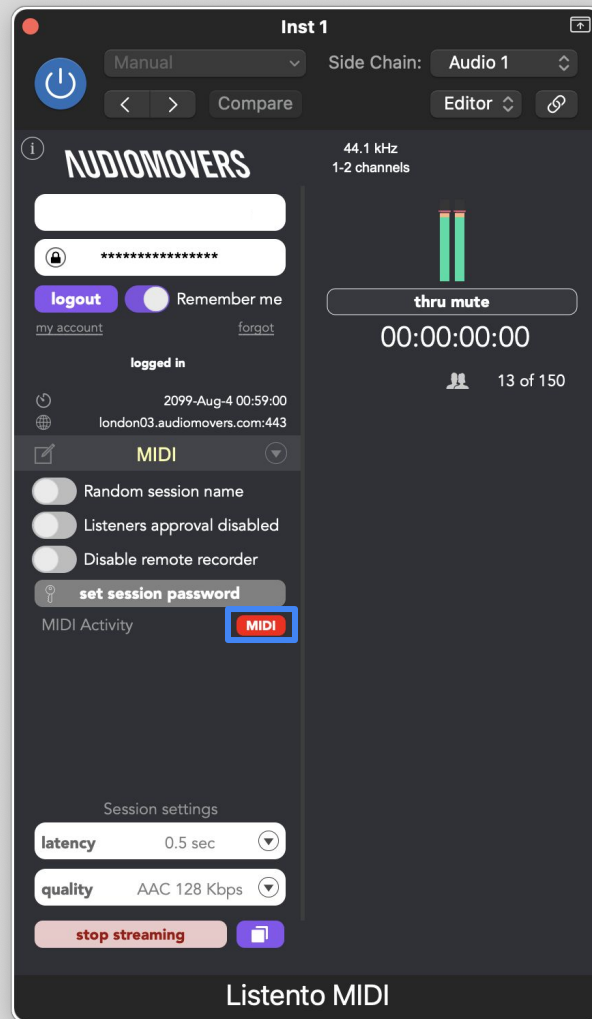 Inst 1
Manual
Side Chain: Audio 1
Compare
Editor
i
AUDIOMOVERS
44.1 kHz
1-2 channels
****************
logout
Remember me
my account
forgot
logged in
2099-Aug-4 00:59:00
london03.audiomovers.com:443
thru mute
00:00:00:00
13 of 150
MIDI
Random session name
Listeners approval disabled
Disable remote recorder
set session password
MIDI Activity
MIDI
Session settings
latency 0.5 sec
quality AAC 128 Kbps
stop streaming
Listento MIDI